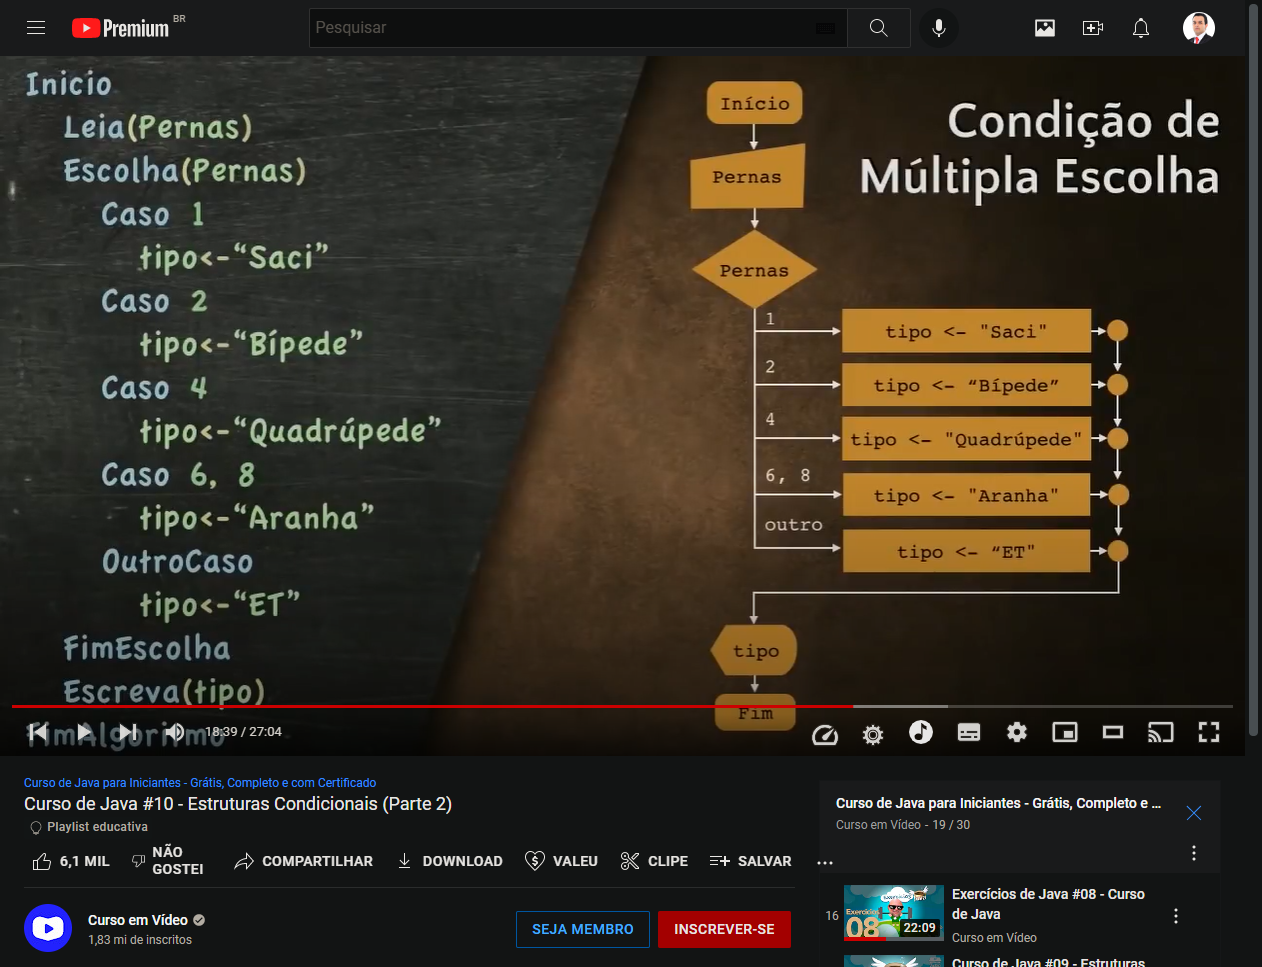 Premium BR
Pesquisar
Inicio
Leia(Pernas)
Escolha(Pernas)
Caso 1
tipo<-“Saci”
Caso 2
tipo<-“Bípede”
Caso 4
tipo<-“Quadrúpede”
Caso 6, 8
tipo<-“Aranha”
OutroCaso
tipo<-“ET”
FimEscolha
Escreva(tipo)
FimAlgoritmo
Condição de
Múltipla Escolha
Início
Pernas
Pernas
1
tipo <- "Saci"
2
tipo <- “Bípede”
4
tipo <- "Quadrúpede"
6, 8
tipo <- "Aranha"
outro
tipo <- “ET"
tipo
Fim
18:39 / 27:04
Curso de Java para Iniciantes - Grátis, Completo e com Certificado
Curso de Java #10 - Estruturas Condicionais (Parte 2)
Playlist educativa
6,1 MIL
NÃO
GOSTEI
COMPARTILHAR
DOWNLOAD
VALEU
CLIPE
SALVAR
...
Curso em Vídeo
1,83 mi de inscritos
SEJA MEMBRO
INSCREVER-SE
Curso de Java para Iniciantes - Grátis, Completo e ...
Curso em Vídeo - 19 / 30
16
Exercícios
08
22:09
Exercícios de Java #08 - Curso
de Java
Curso em Vídeo
Curso de Java #09 - Estruturas